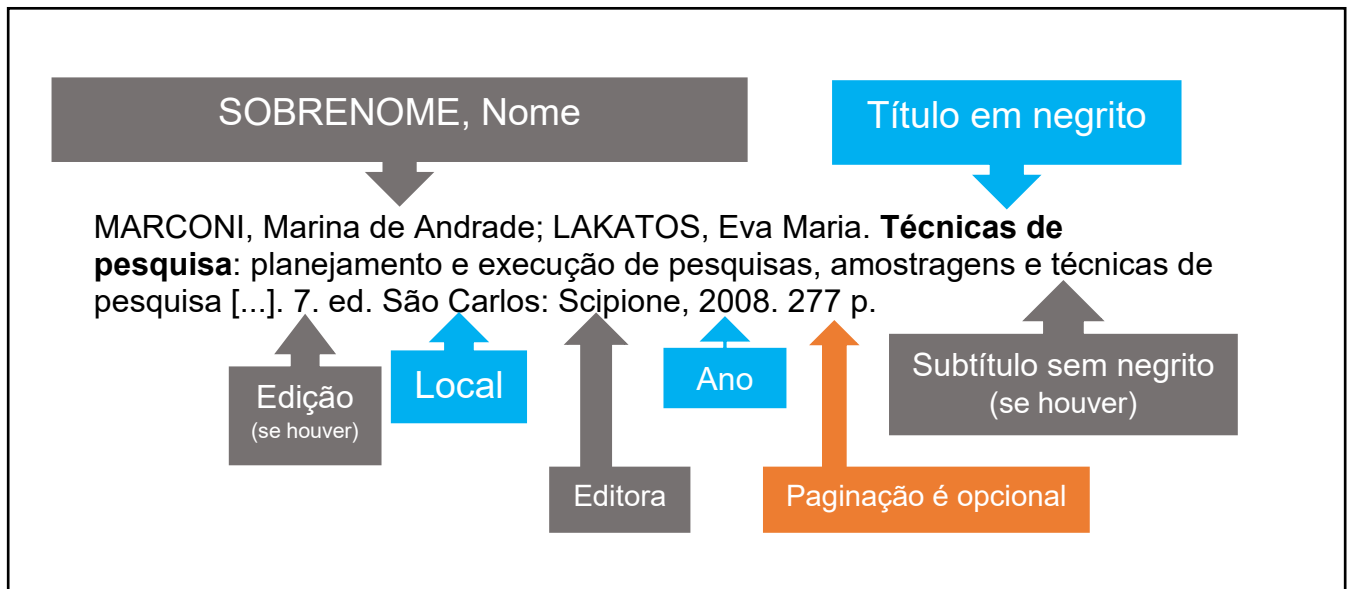 SOBRENOME, Nome
Título em negrito
MARCONI, Marina de Andrade; LAKATOS, Eva Maria. Técnicas de
pesquisa: planejamento e execução de pesquisas, amostragens e técnicas de
pesquisa [...]. 7. ed. São Carlos: Scipione, 2008. 277 p.
Edição
(se houver)
Local
Ano
Subtítulo sem negrito
(se houver)
Editora
Paginação é opcional